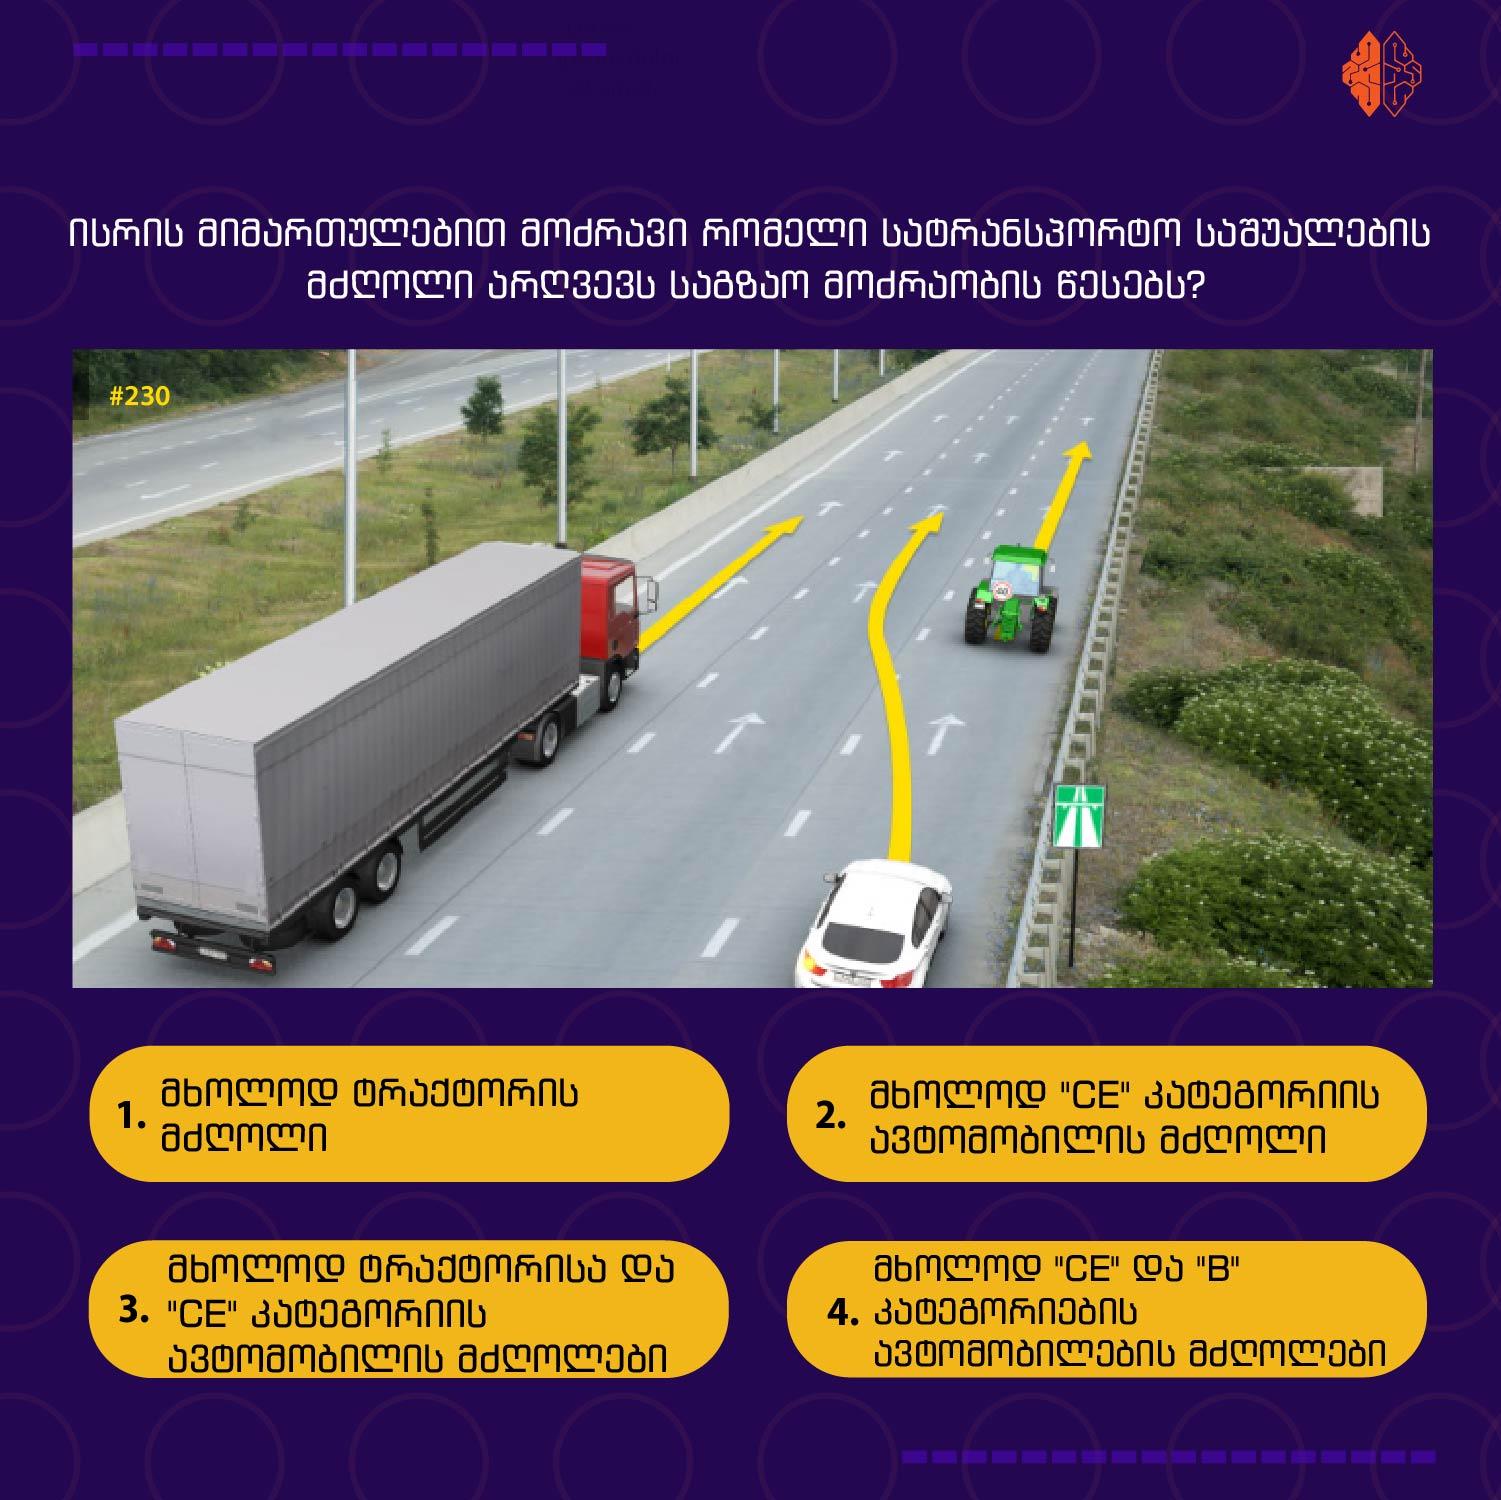 ისრის მიმართულებით მოძრავი რომელი სატრანსპორტო საშუალების
მძღოლი არღვევს საგზაო მოძრაობის წესებს?
#230
40
1. მხოლოდ ტრაქტორის
მძღოლი
2. მხოლოდ "CE" კატეგორიის
ავტომობილის მძღოლი
3. მხოლოდ ტრაქტორისა და
"CE" კატეგორიის
ავტომობილის მძღოლები
4. მხოლოდ "CE" და "B"
კატეგორიების
ავტომობილების მძღოლები